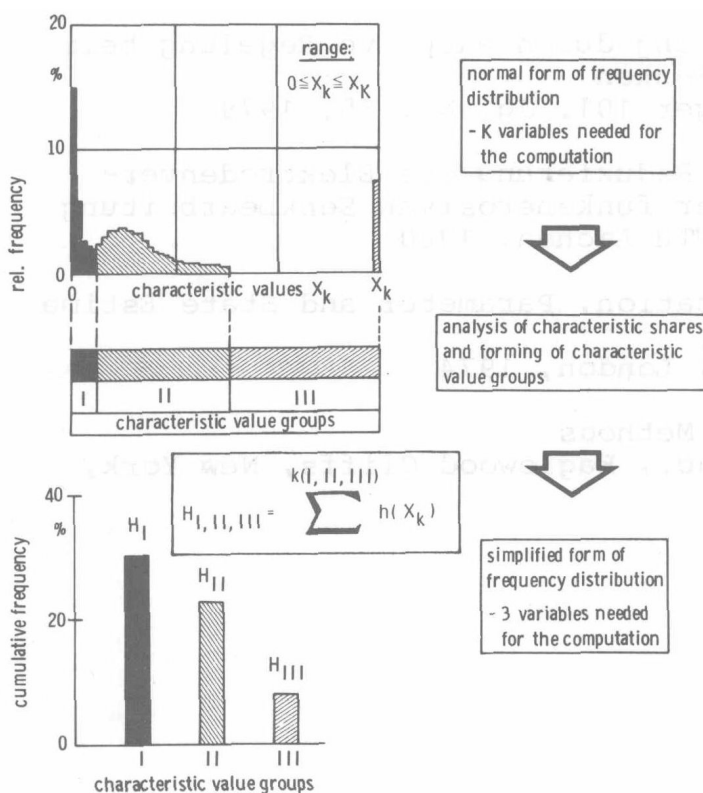 20
%
10
0
rel. frequency
range:
0 ≦ X_k ≦ X_K
0
characteristic values X_k
X_k
I II III
characteristic value groups
normal form of frequency
distribution
- K variables needed for
the computation
analysis of characteristic shares
and forming of characteristic
value groups
simplified form of
frequency distribution
- 3 variables needed
for the computation
k(I, II, III)
H_I,II,III = ∑ h(X_k)
40
%
20
0
cumulative frequency
H_I
H_II
H_III
I II III
characteristic value groups
London, 19